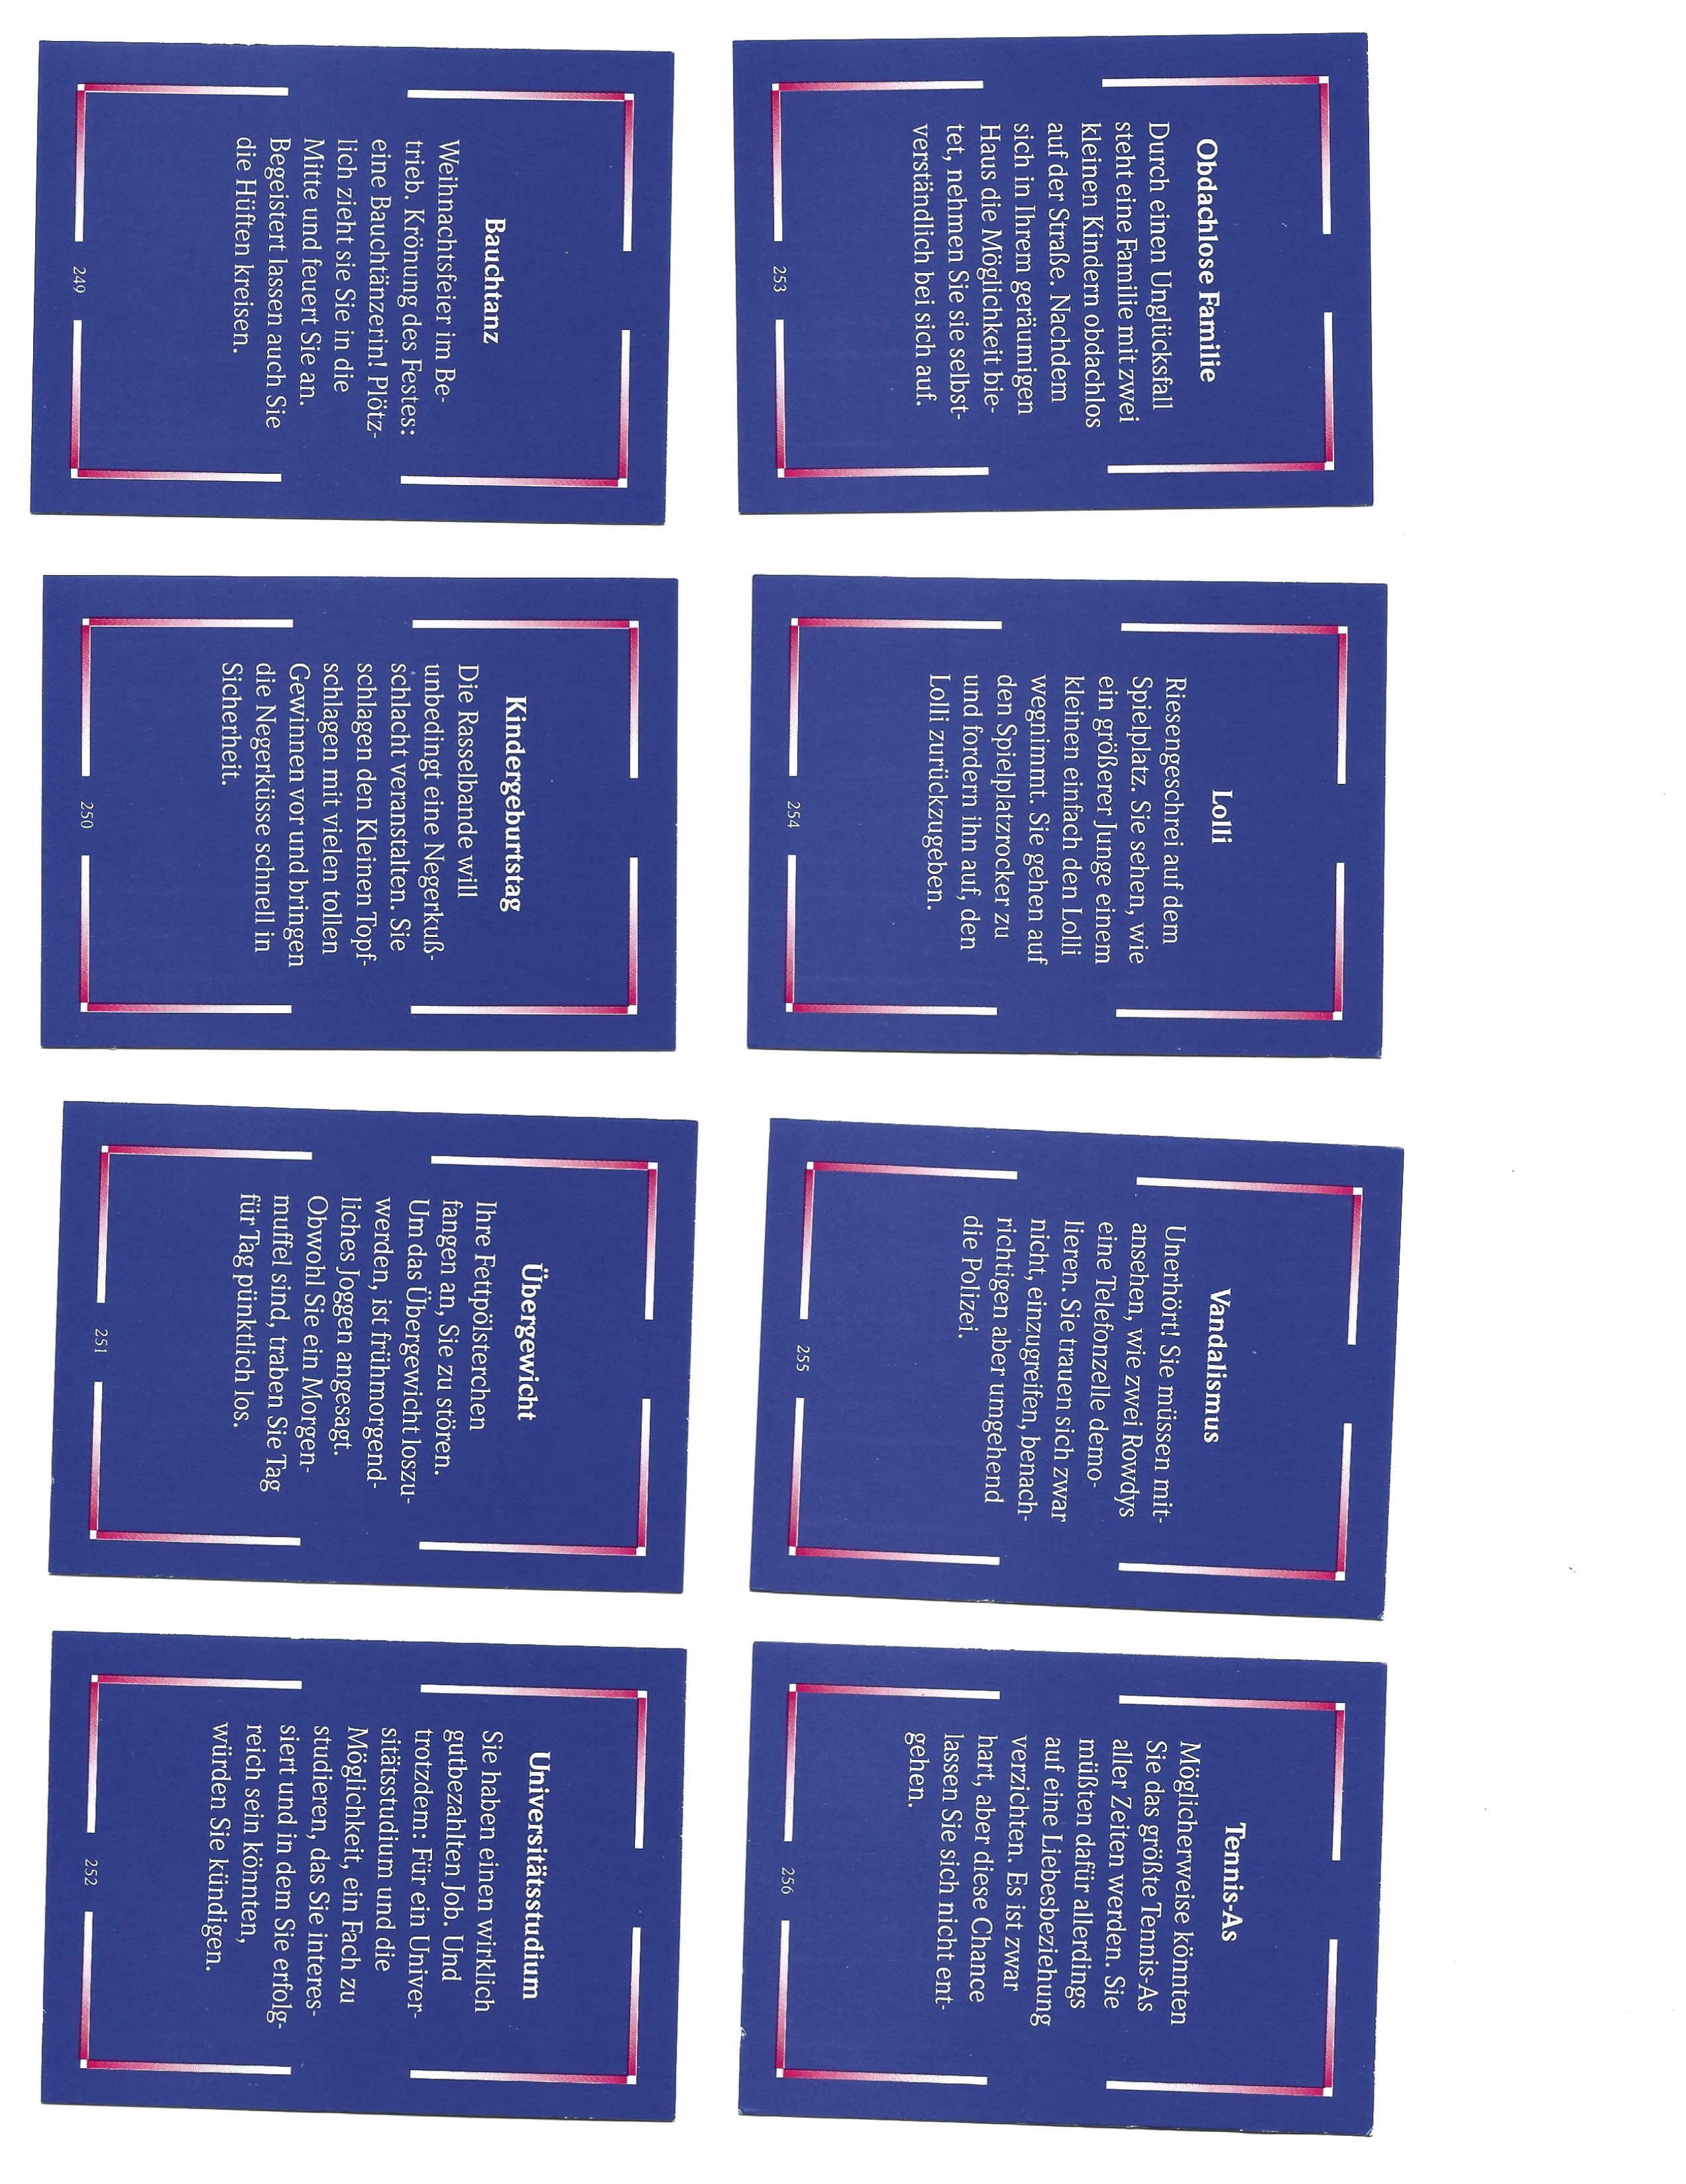 Obdachlose Familie
Durch einen Unglücksfall
steht eine Familie mit zwei
kleinen Kindern obdachlos
auf der Straße. Nachdem
sich in Ihrem geräumigen
Haus die Möglichkeit bie-
tet, nehmen Sie sie selbst-
verständlich bei sich auf.
253
Lolli
Riesengeschrei auf dem
Spielplatz. Sie sehen, wie
ein größerer Junge einem
kleinen einfach den Lolli
wegnimmt. Sie gehen auf
den Spielplatzrocker zu
und fordern ihn auf, den
Lolli zurückzugeben.
254
Vandalismus
Unerhört! Sie müssen mit-
ansehen, wie zwei Rowdys
eine Telefonzelle demo-
lieren. Sie trauen sich zwar
nicht, einzugreifen, benach-
richtigen aber umgehend
die Polizei.
255
Tennis-As
Möglicherweise könnten
Sie das größte Tennis-As
aller Zeiten werden. Sie
müßten dafür allerdings
auf eine Liebesbeziehung
verzichten. Es ist zwar
hart, aber diese Chance
lassen Sie sich nicht ent-
gehen.
256
Bauchtanz
Weihnachtsfeier im Be-
trieb. Krönung des Festes:
eine Bauchtänzerin! Plötz-
lich zieht sie Sie in die
Mitte und feuert Sie an.
Begeistert lassen auch Sie
die Hüften kreisen.
249
Kindergeburtstag
Die Rasselbande will
unbedingt eine Negerkuß-
schlacht veranstalten. Sie
schlagen den Kleinen Topf-
schlagen mit vielen tollen
Gewinnen vor und bringen
die Negerküsse schnell in
Sicherheit.
250
Übergewicht
Ihre Fettpölsterchen
fangen an, Sie zu stören.
Um das Übergewicht loszu-
werden, ist frühmorgend-
liches Joggen angesagt.
Obwohl Sie ein Morgen-
muffel sind, traben Sie Tag
für Tag pünktlich los.
251
Universitätsstudium
Sie haben einen wirklich
gutbezahlten Job. Und
trotzdem: Für ein Univer-
sitätsstudium und die
Möglichkeit, ein Fach zu
studieren, das Sie interes-
siert und in dem Sie erfolg-
reich sein könnten,
würden Sie kündigen.
252